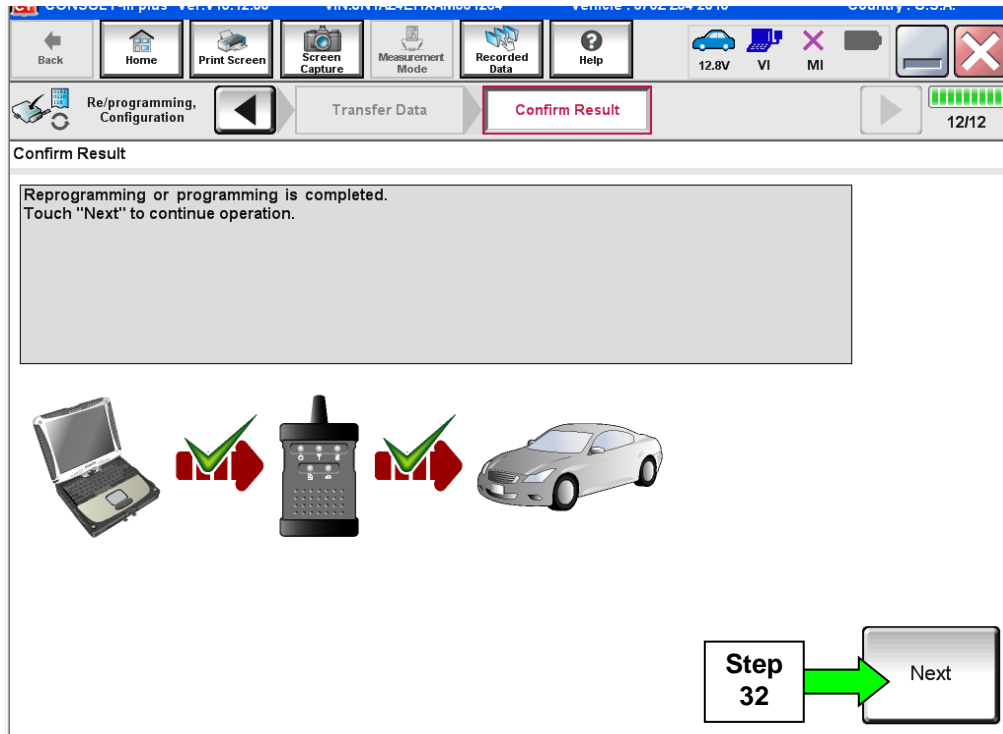 Back
Home
Print Screen
Screen
Capture
Measurement
Mode
Recorded
Data
Help
12.8V
VI
MI
Re/programming,
Configuration
Transfer Data
Confirm Result
12/12
Confirm Result
Reprogramming or programming is completed.
Touch "Next" to continue operation.
Step
32
Next